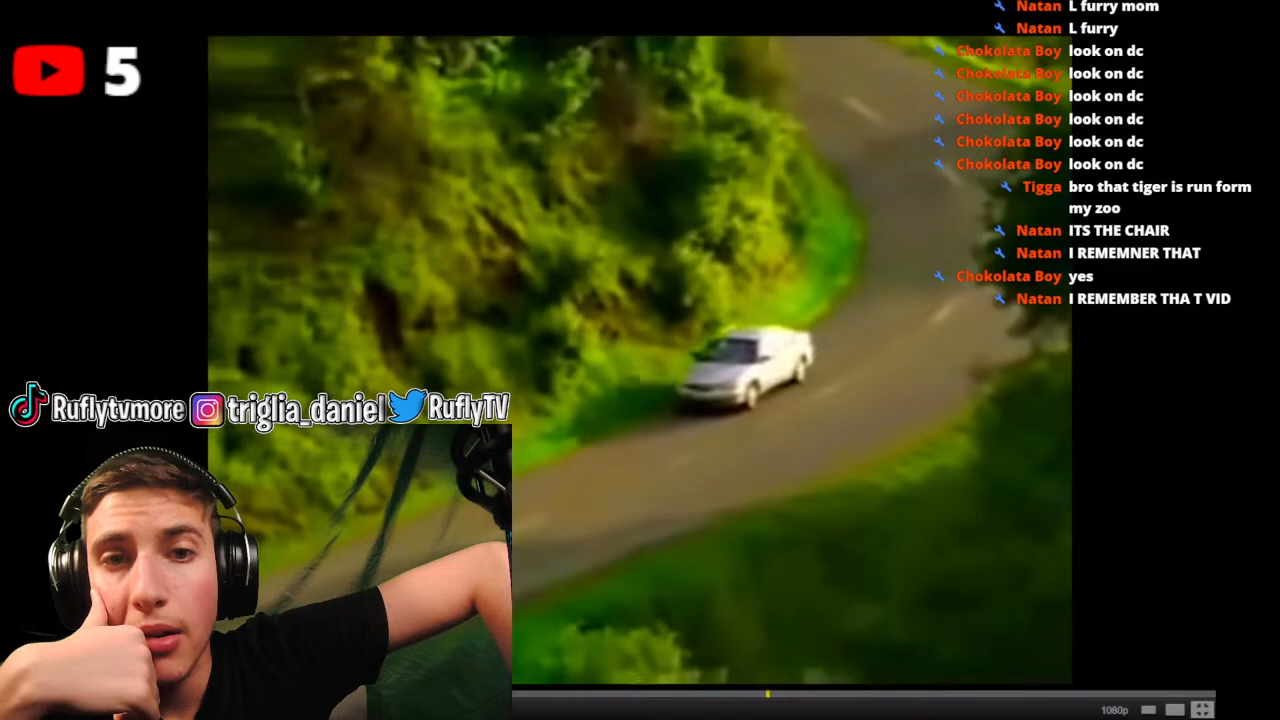 5
Natan L furry mom
Natan L furry
Chokolata Boy look on dc
Chokolata Boy look on dc
Chokolata Boy look on dc
Chokolata Boy look on dc
Chokolata Boy look on dc
Chokolata Boy look on dc
Tigga bro that tiger is run form
my zoo
Natan ITS THE CHAIR
Natan I REMEMNER THAT
Chokolata Boy yes
Natan I REMEMBER THA T VID
Ruflytvmore triglia_daniel RuflyTV
1080p